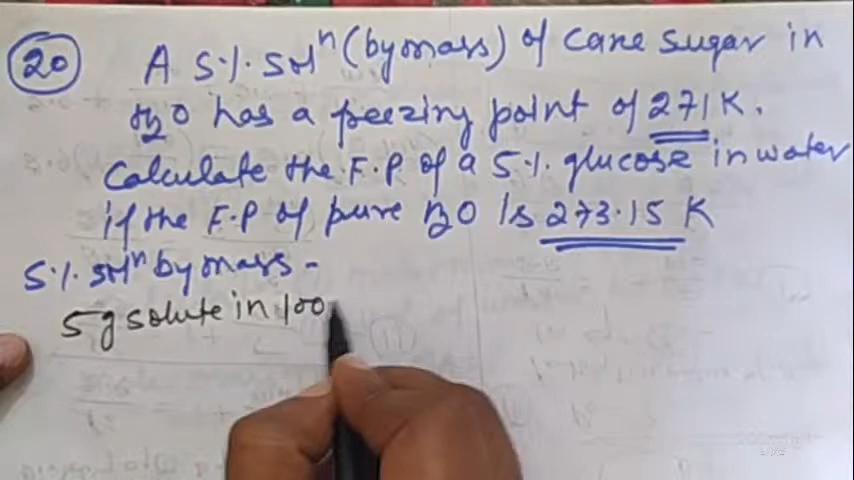 20 A 5% solⁿ (by mass) of cane sugar in
H2O has a freezing point of 271 K.
Calculate the F.P of a 5% glucose in water
if the F.P of pure H2O is 273.15 K
5% solⁿ by mass -
5 g solute in 100